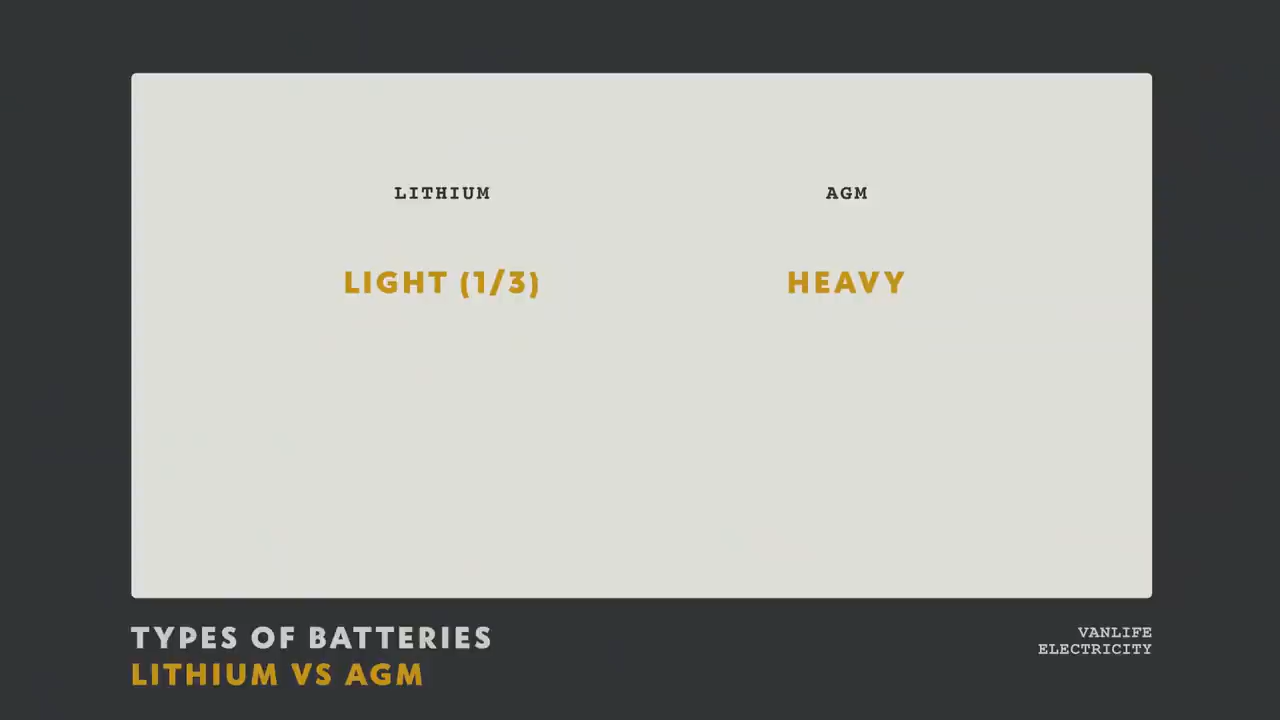 LITHIUM AGM
LIGHT (1/3) HEAVY
TYPES OF BATTERIES
LITHIUM VS AGM
VANLIFE
ELECTRICITY